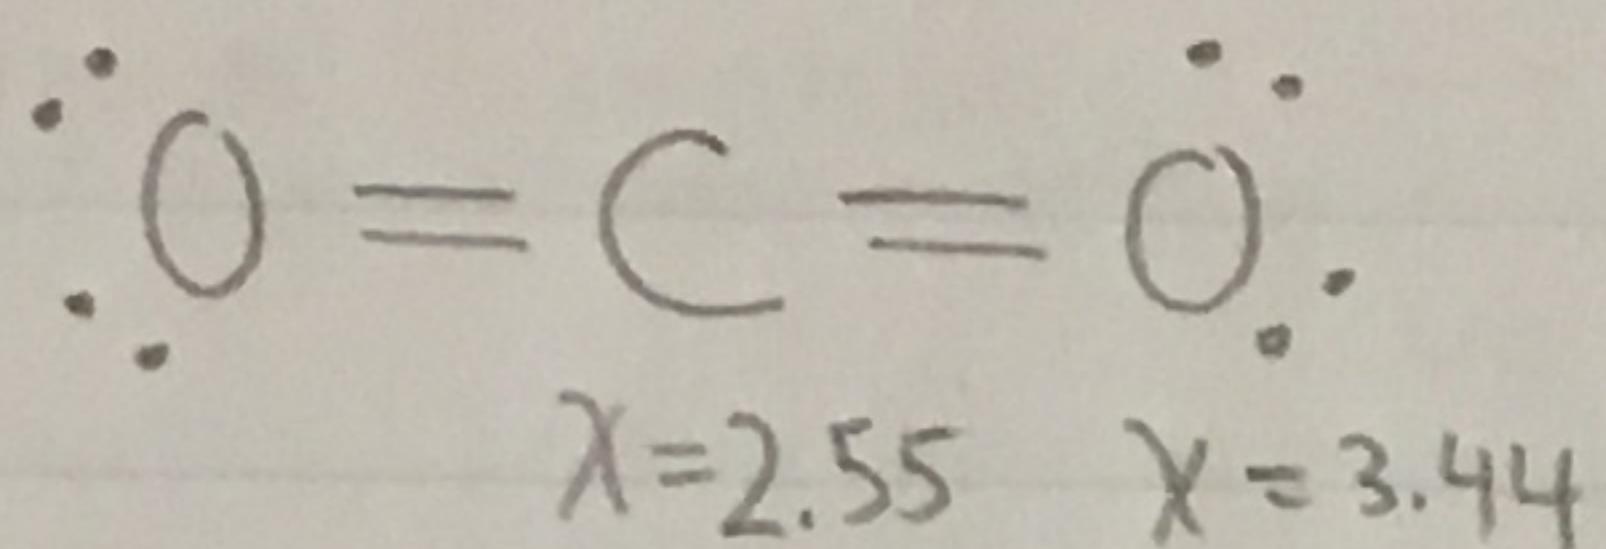 O = C = O
χ = 2.55 χ = 3.44